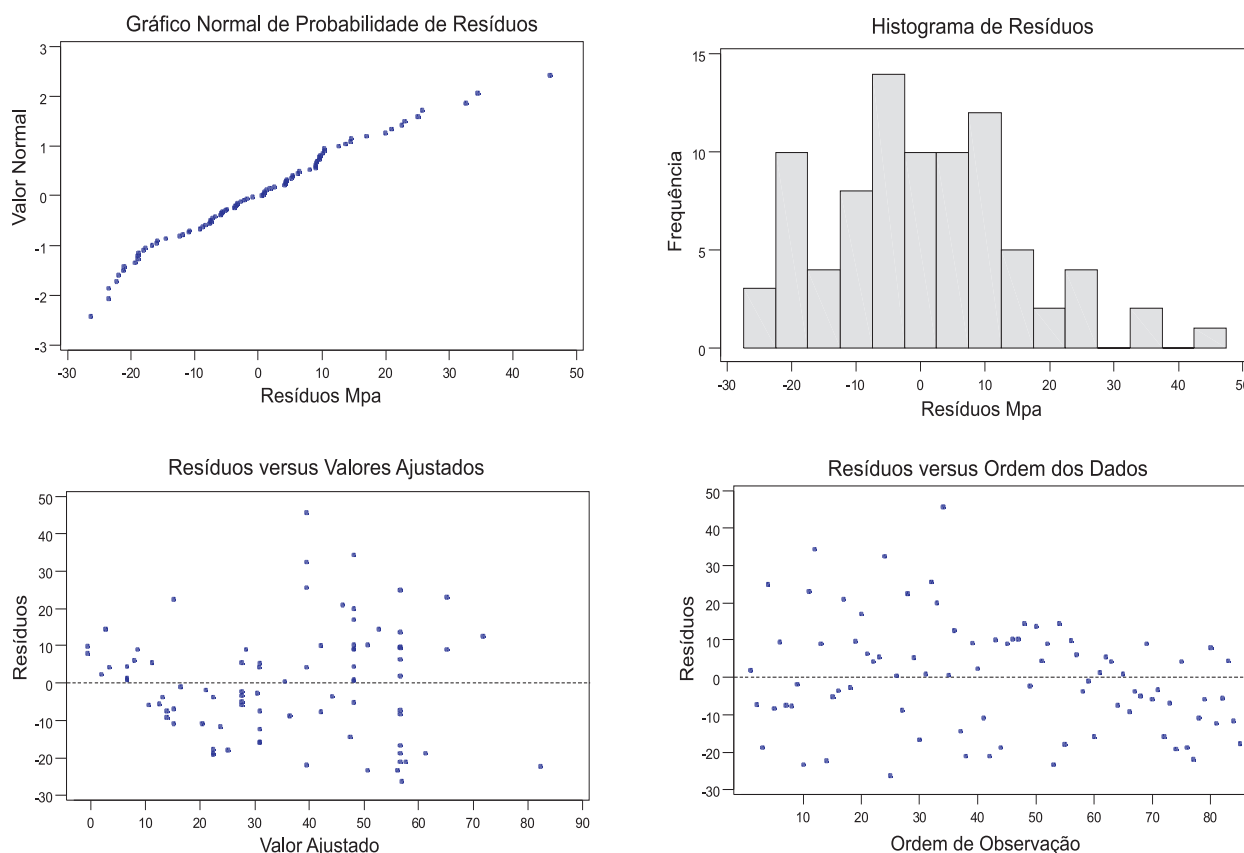 Gráfico Normal de Probabilidade de Resíduos
Valor Normal
3
2
1
0
-1
-2
-3
-30 -20 -10 0 10 20 30 40 50
Resíduos Mpa
Histograma de Resíduos
Frequência
15
10
5
0
-30 -20 -10 0 10 20 30 40 50
Resíduos Mpa
Resíduos versus Valores Ajustados
Resíduos
50
40
30
20
10
0
-10
-20
-30
0 10 20 30 40 50 60 70 80 90
Valor Ajustado
Resíduos versus Ordem dos Dados
Resíduos
50
40
30
20
10
0
-10
-20
-30
10 20 30 40 50 60 70 80
Ordem de Observação